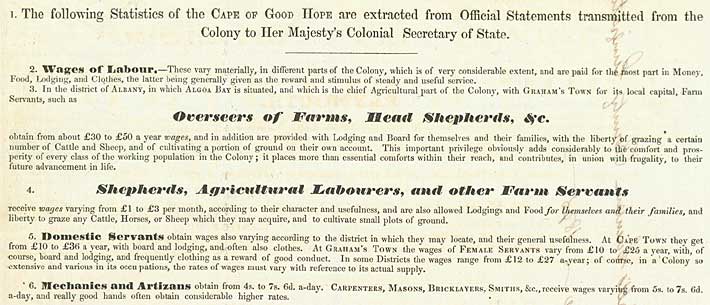 1. The following Statistics of the CAPE OF GOOD HOPE are extracted from Official Statements transmitted from the
Colony to Her Majesty's Colonial Secretary of State.
2. Wages of Labour.—These vary materially, in different parts of the Colony, which is of very considerable extent, and are paid for the most part in Money,
Food, Lodging, and Clothes, the latter being generally given as the reward and stimulus of steady and useful service.
3. In the district of ALBANY, in which ALGOA BAY is situated, and which is the chief Agricultural part of the Colony, with GRAHAM'S TOWN for its local capital, Farm
Servants, such as
Overseers of Farms, Head Shepherds, &c.
obtain from about £30 to £50 a year wages, and in addition are provided with Lodging and Board for themselves and their families, with the liberty of grazing a certain
number of Cattle and Sheep, and of cultivating a portion of ground on their own account. This important privilege obviously adds considerably to the comfort and pros-
perity of every class of the working population in the Colony; it places more than essential comforts within their reach, and contributes, in union with frugality, to their
future advancement in life.
4. Shepherds, Agricultural Labourers, and other Farm Servants
receive wages varying from £1 to £3 per month, according to their character and usefulness, and are also allowed Lodgings and Food for themselves and their families, and
liberty to graze any Cattle, Horses, or Sheep which they may acquire, and to cultivate small plots of ground.
5. Domestic Servants obtain wages also varying according to the district in which they may locate, and their general usefulness. At CAPE TOWN they get
from £10 to £36 a year, with board and lodging, and often also clothes. At GRAHAM'S TOWN the wages of FEMALE SERVANTS vary from £10 to £25 a year, with, of
course, board and lodging, and frequently clothing as a reward of good conduct. In some Districts the wages range from £12 to £27 a-year; of course, in a Colony so
extensive and various in its occupations, the rates of wages must vary with reference to its actual supply.
6. Mechanics and Artizans obtain from 4s. to 7s. 6d. a-day. CARPENTERS, MASONS, BRICKLAYERS, SMITHS, &c., receive wages varying from 5s. to 7s. 6d.
a-day, and really good hands often obtain considerable higher rates.